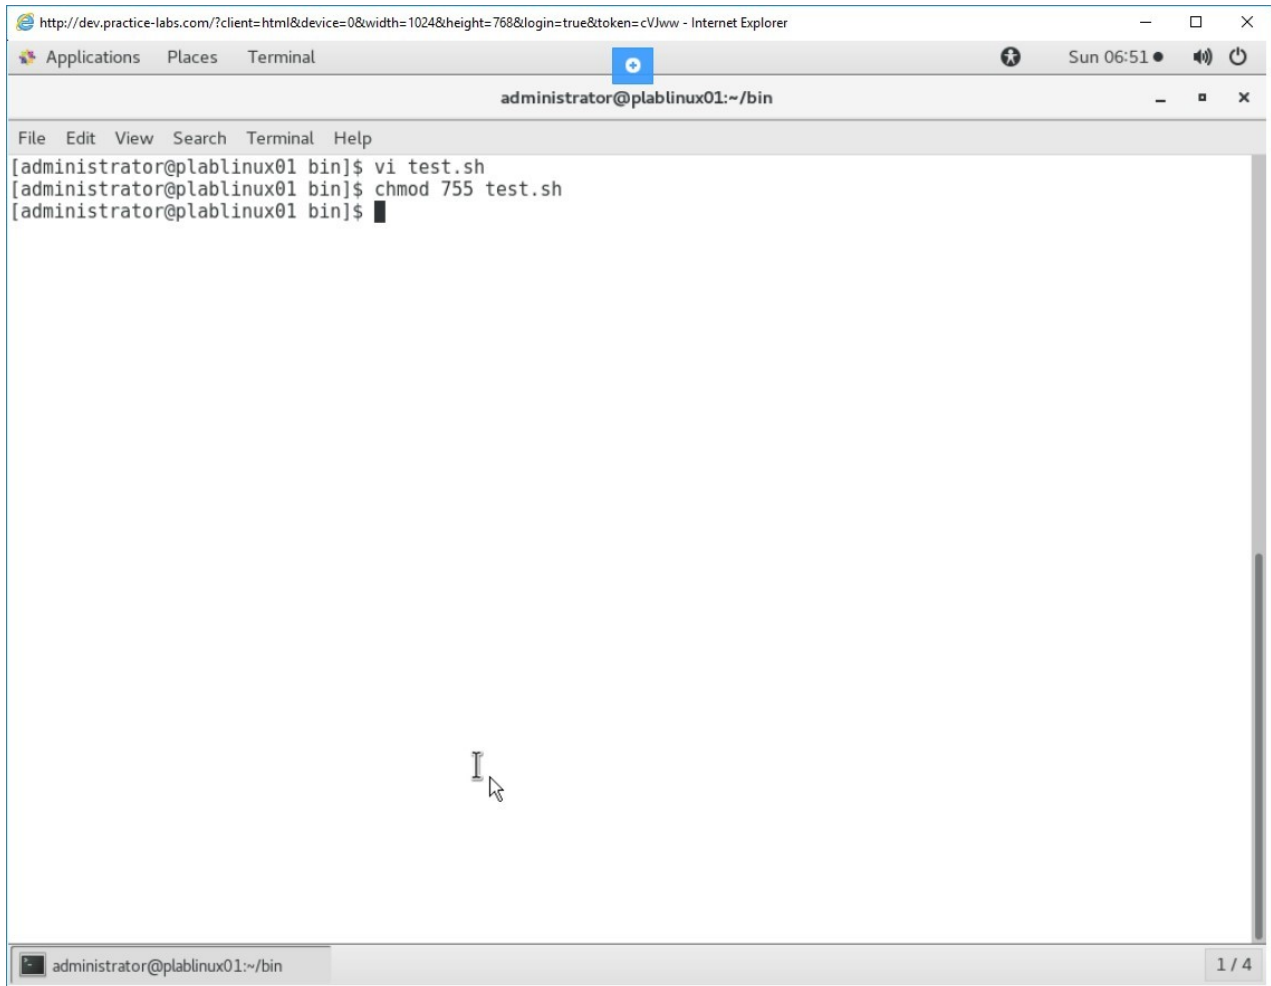 http://dev.practice-labs.com/?client=html&device=0&width=1024&height=768&login=true&token=cVJww - Internet Explorer
Applications Places Terminal Sun 06:51
administrator@plablinux01:~/bin
File Edit View Search Terminal Help
[administrator@plablinux01 bin]$ vi test.sh
[administrator@plablinux01 bin]$ chmod 755 test.sh
[administrator@plablinux01 bin]$
administrator@plablinux01:~/bin 1 / 4